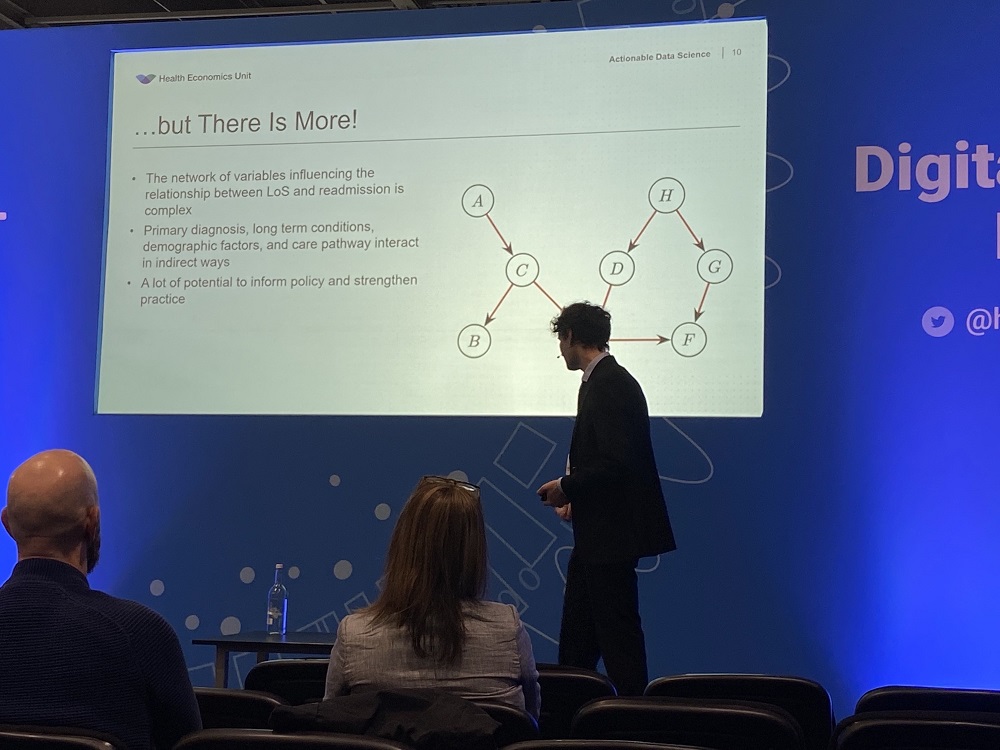 Health Economics Unit
Actionable Data Science | 10
…but There Is More!
• The network of variables influencing the
relationship between LoS and readmission is
complex
• Primary diagnosis, long term conditions,
demographic factors, and care pathway interact
in indirect ways
• A lot of potential to inform policy and strengthen
practice
A
H
C
D
G
B
F